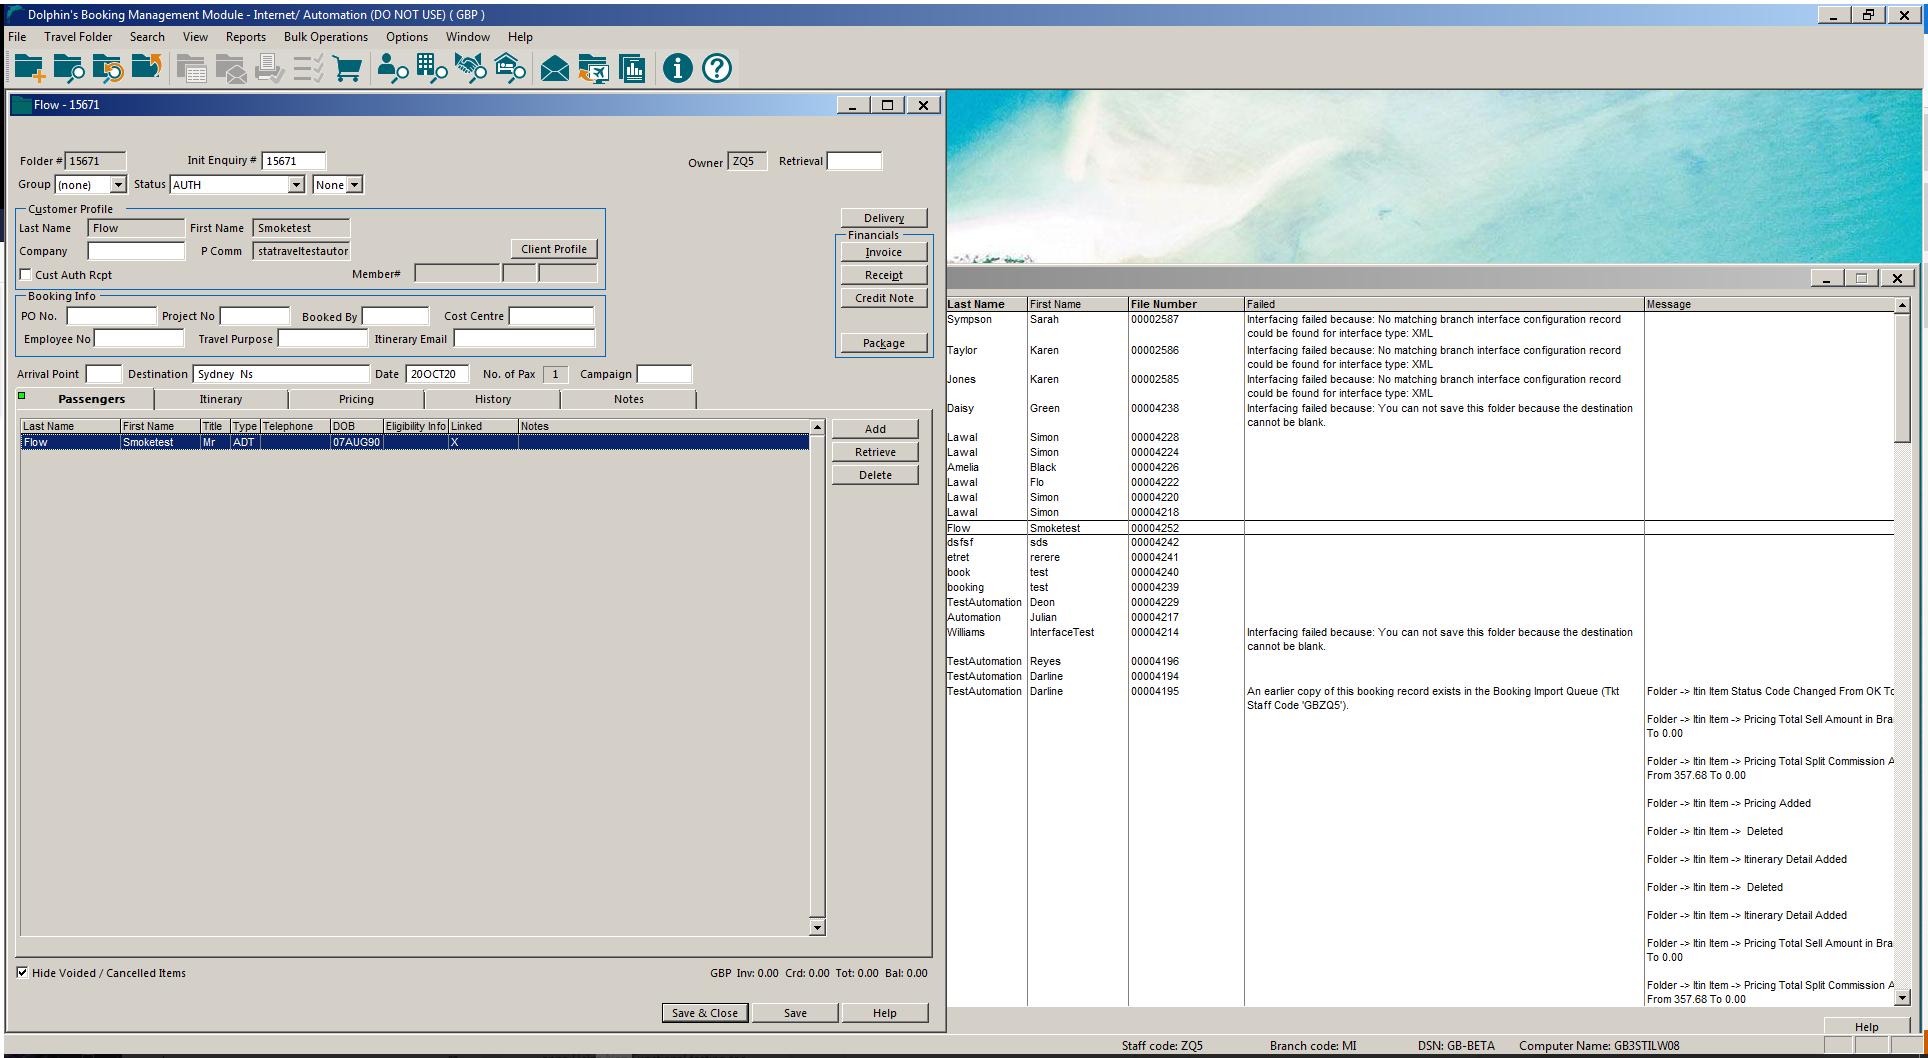 Dolphin's Booking Management Module - Internet/ Automation (DO NOT USE) ( GBP )
File Travel Folder Search View Reports Bulk Operations Options Window Help
Flow - 15671
Folder # 15671 Init Enquiry # 15671 Owner ZQ5 Retrieval
Group (none) Status AUTH None
Customer Profile
Last Name Flow First Name Smoketest
Company P Comm statraveltestautor Client Profile
Cust Auth Rcpt Member#
Booking Info
PO No. Project No Booked By Cost Centre
Employee No Travel Purpose Itinerary Email
Delivery
Financials
Invoice
Receipt
Credit Note
Package
Arrival Point Destination Sydney Ns Date 20OCT20 No. of Pax 1 Campaign
Passengers Itinerary Pricing History Notes
Last Name First Name Title Type Telephone DOB Eligibility Info Linked Notes
Flow Smoketest Mr ADT 07AUG90 X
Add
Retrieve
Delete
Hide Voided / Cancelled Items GBP Inv: 0.00 Crd: 0.00 Tot: 0.00 Bal: 0.00
Save & Close Save Help
Last Name First Name File Number Failed Message
Sympson Sarah 00002587 Interfacing failed because: No matching branch interface configuration record
could be found for interface type: XML
Taylor Karen 00002586 Interfacing failed because: No matching branch interface configuration record
could be found for interface type: XML
Jones Karen 00002585 Interfacing failed because: No matching branch interface configuration record
could be found for interface type: XML
Daisy Green 00004238 Interfacing failed because: You can not save this folder because the destination
cannot be blank.
Lawal Simon 00004228
Lawal Simon 00004224
Amelia Black 00004226
Lawal Flo 00004222
Lawal Simon 00004220
Lawal Simon 00004218
Flow Smoketest 00004252
dsfsf sds 00004242
etret rerere 00004241
book test 00004240
booking test 00004239
TestAutomation Deon 00004229
Automation Julian 00004217
Williams InterfaceTest 00004214 Interfacing failed because: You can not save this folder because the destination
cannot be blank.
TestAutomation Reyes 00004196
TestAutomation Darline 00004194
TestAutomation Darline 00004195 An earlier copy of this booking record exists in the Booking Import Queue (Tkt
Staff Code 'GBZQ5').
Folder -> Itin Item Status Code Changed From OK To
Folder -> Itin Item -> Pricing Total Sell Amount in Bra
To 0.00
Folder -> Itin Item -> Pricing Total Split Commission A
From 357.68 To 0.00
Folder -> Itin Item -> Pricing Added
Folder -> Itin Item -> Deleted
Folder -> Itin Item -> Itinerary Detail Added
Folder -> Itin Item -> Deleted
Folder -> Itin Item -> Itinerary Detail Added
Folder -> Itin Item -> Pricing Total Sell Amount in Bra
To 0.00
Folder -> Itin Item -> Pricing Total Split Commission A
From 357.68 To 0.00
Help
Staff code: ZQ5 Branch code: MI DSN: GB-BETA Computer Name: GB3STILW08